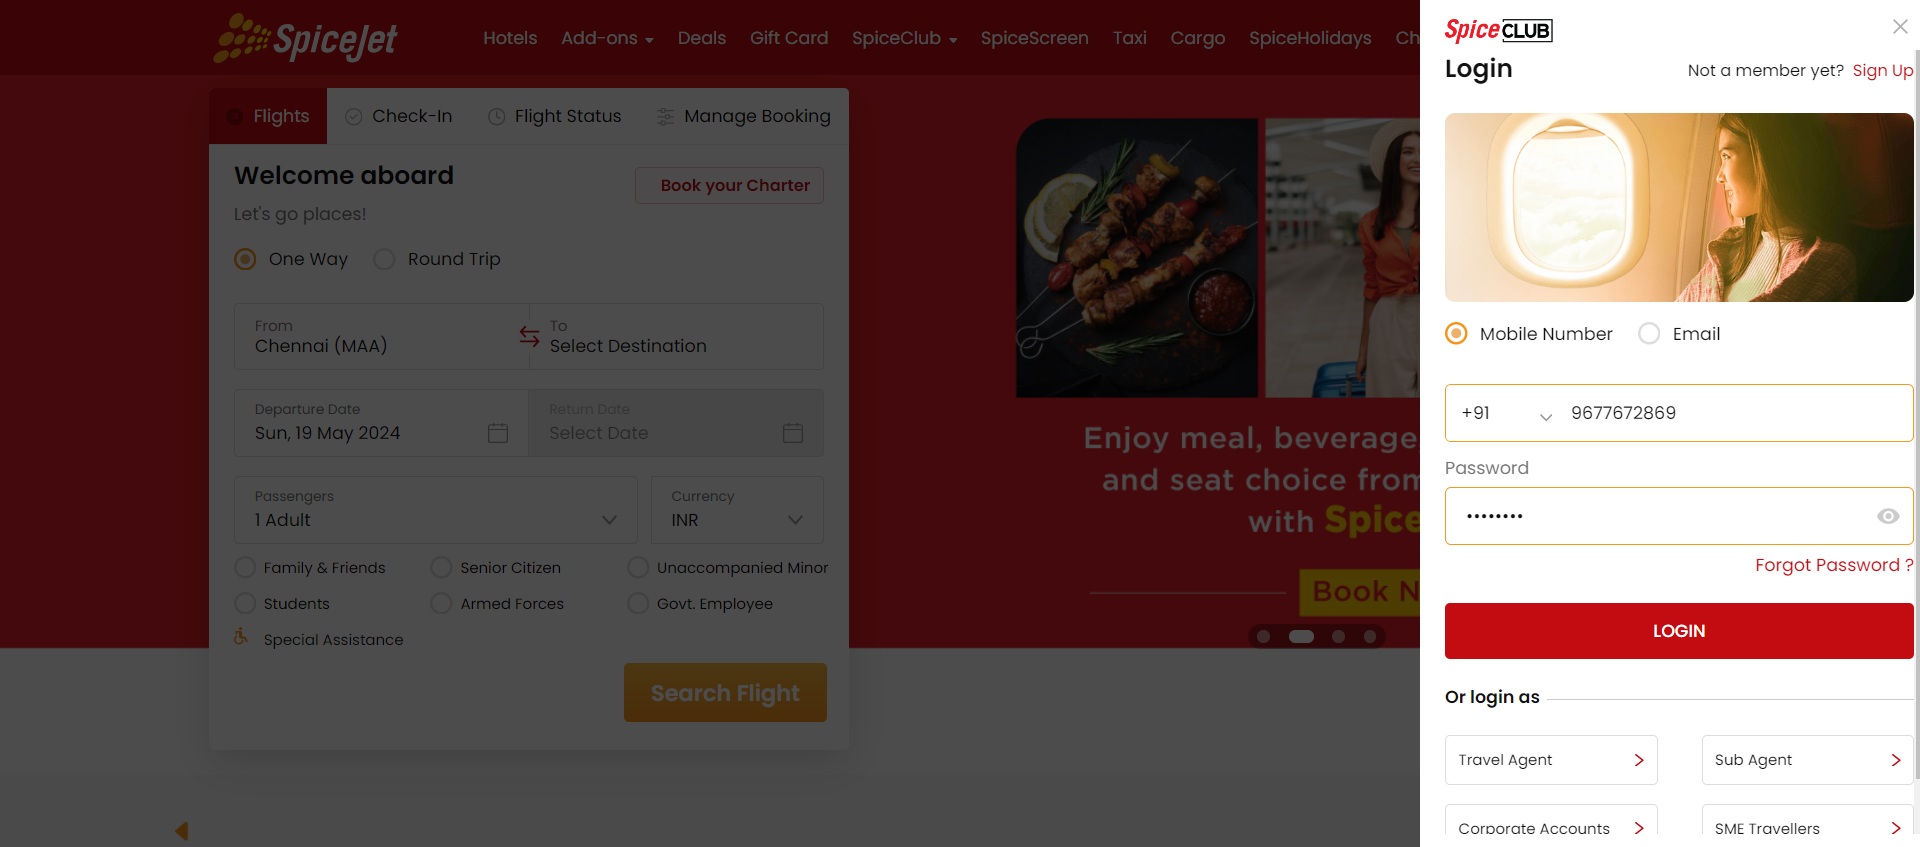 SpiceJet
Hotels Add-ons Deals Gift Card SpiceClub SpiceScreen Taxi Cargo SpiceHolidays Ch
Flights Check-In Flight Status Manage Booking
Welcome aboard
Book your Charter
Let's go places!
One Way Round Trip
From To
Chennai (MAA) Select Destination
Departure Date Return Date
Sun, 19 May 2024 Select Date
Passengers Currency
1 Adult INR
Family & Friends Senior Citizen Unaccompanied Minor
Students Armed Forces Govt. Employee
Special Assistance
Search Flight
Enjoy meal, beverage
and seat choice from
with Spice
Book N
SpiceCLUB
Login
Not a member yet? Sign Up
Mobile Number Email
+91 9677672869
Password
••••••••
Forgot Password ?
LOGIN
Or login as
Travel Agent Sub Agent
Corporate Accounts SME Travellers